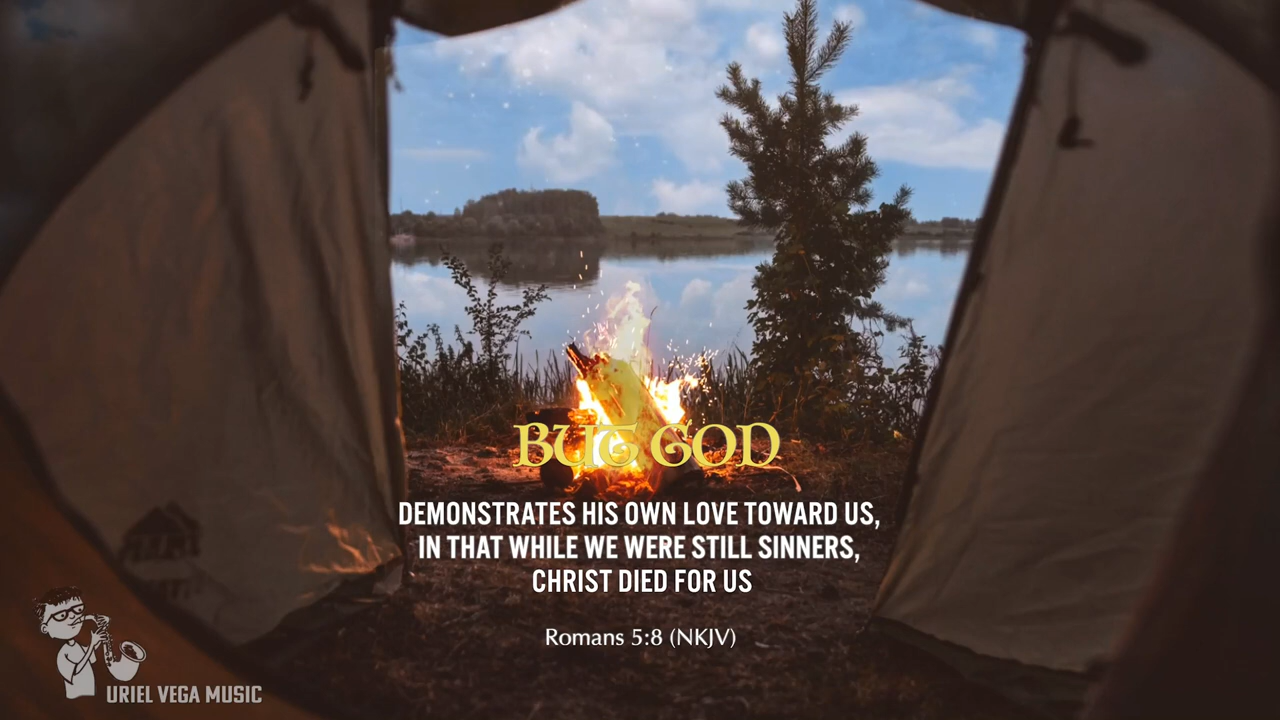 BUT GOD
DEMONSTRATES HIS OWN LOVE TOWARD US,
IN THAT WHILE WE WERE STILL SINNERS,
CHRIST DIED FOR US
Romans 5:8 (NKJV)
URIEL VEGA MUSIC